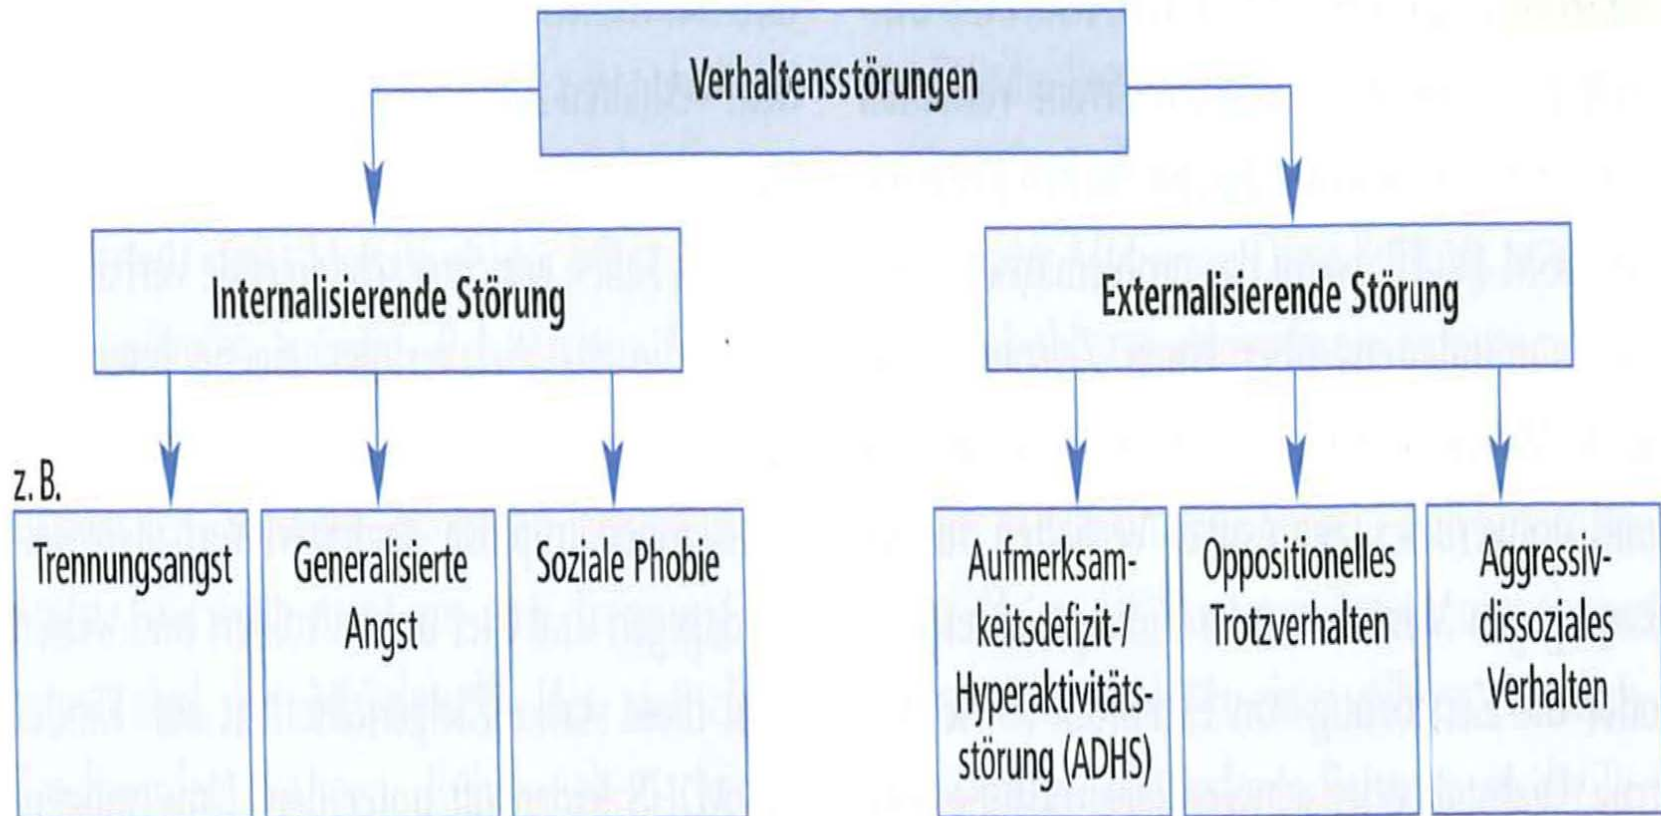 Verhaltensstörungen
Internalisierende Störung
Externalisierende Störung
z. B.
Trennungsangst
Generalisierte
Angst
Soziale Phobie
Aufmerksam-
keitsdefizit-/
Hyperaktivitäts-
störung (ADHS)
Oppositionelles
Trotzverhalten
Aggressiv-
dissoziales
Verhalten